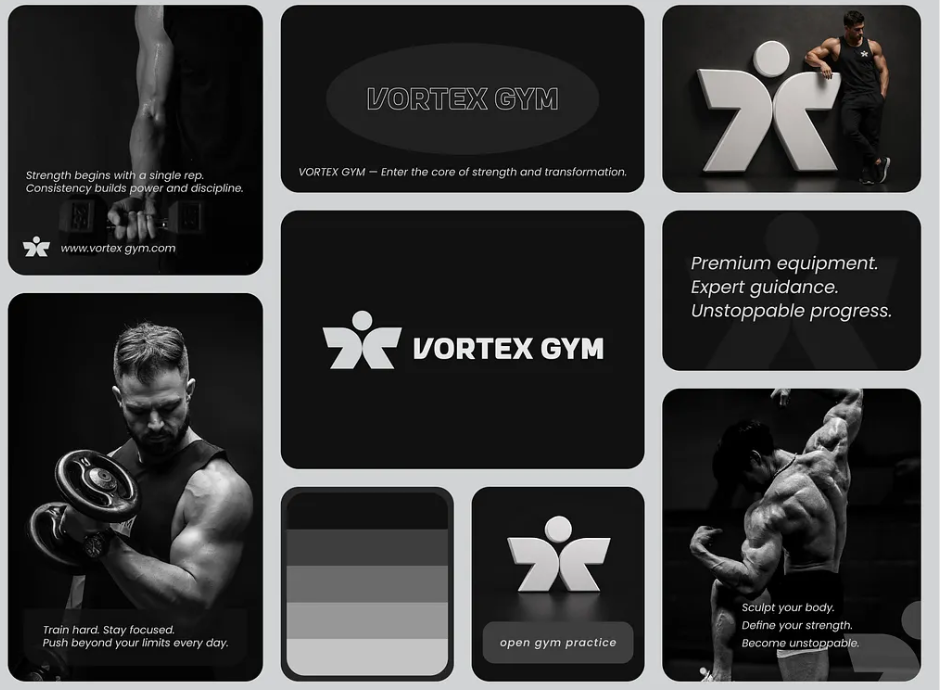 Strength begins with a single rep.
Consistency builds power and discipline.
www.vortex gym.com
VORTEX GYM
VORTEX GYM — Enter the core of strength and transformation.
VORTEX GYM
Premium equipment.
Expert guidance.
Unstoppable progress.
Train hard. Stay focused.
Push beyond your limits every day.
open gym practice
Sculpt your body.
Define your strength.
Become unstoppable.